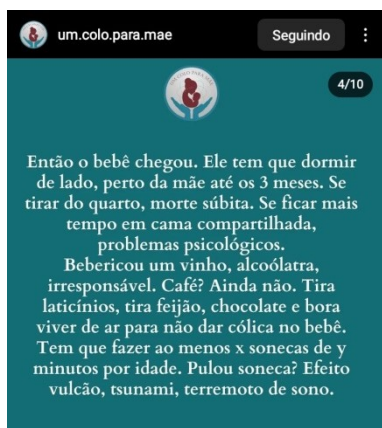 um.colo.para.mae
Seguindo
4/10
Então o bebê chegou. Ele tem que dormir
de lado, perto da mãe até os 3 meses. Se
tirar do quarto, morte súbita. Se ficar mais
tempo em cama compartilhada,
problemas psicológicos.
Bebericou um vinho, alcoólatra,
irresponsável. Café? Ainda não. Tira
laticínios, tira feijão, chocolate e bora
viver de ar para não dar cólica no bebê.
Tem que fazer ao menos x sonecas de y
minutos por idade. Pulou soneca? Efeito
vulcão, tsunami, terremoto de sono.